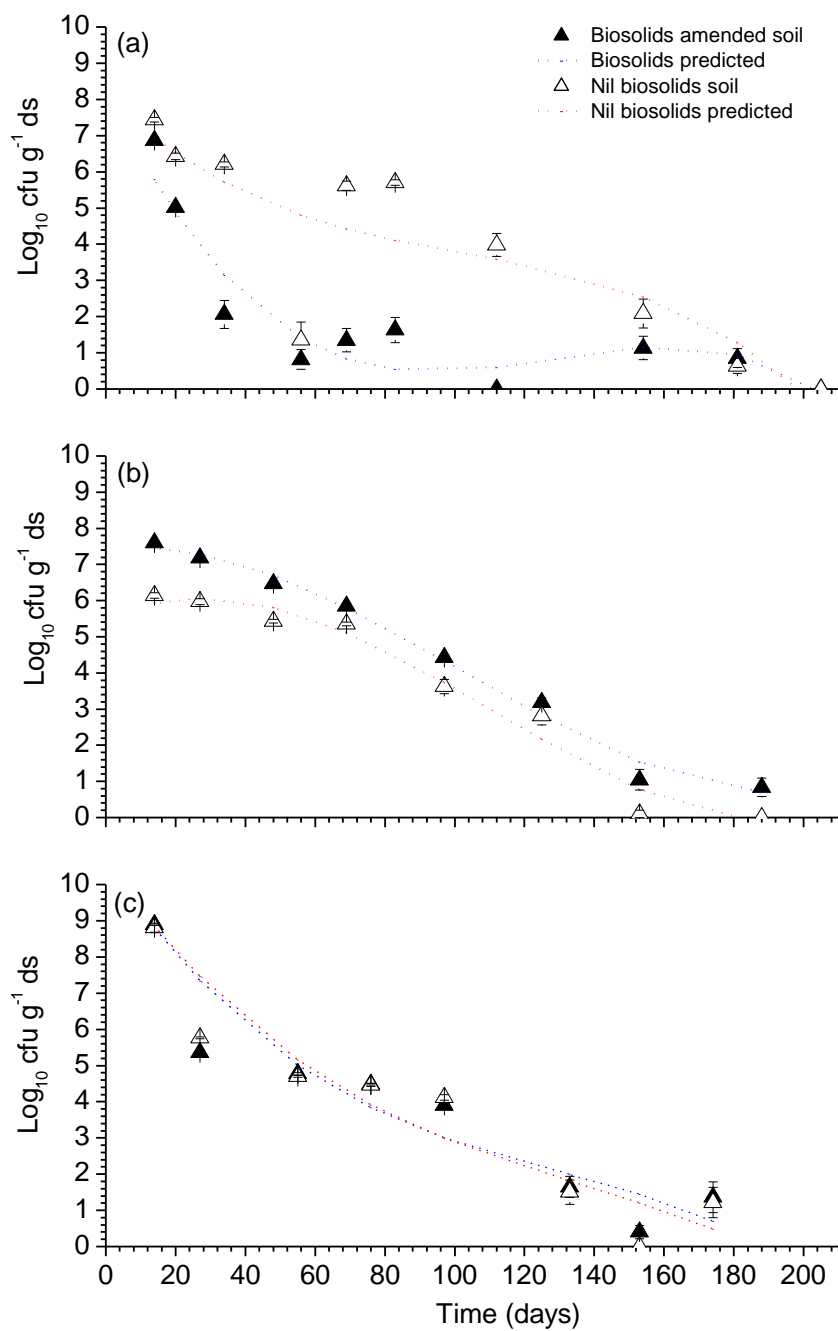 (a)
Biosolids amended soil
Biosolids predicted
Nil biosolids soil
Nil biosolids predicted
10
9
8
7
6
5
4
3
2
1
0
Log₁₀ cfu g⁻¹ ds
(b)
10
9
8
7
6
5
4
3
2
1
0
Log₁₀ cfu g⁻¹ ds
(c)
10
9
8
7
6
5
4
3
2
1
0
Log₁₀ cfu g⁻¹ ds
0 20 40 60 80 100 120 140 160 180 200
Time (days)